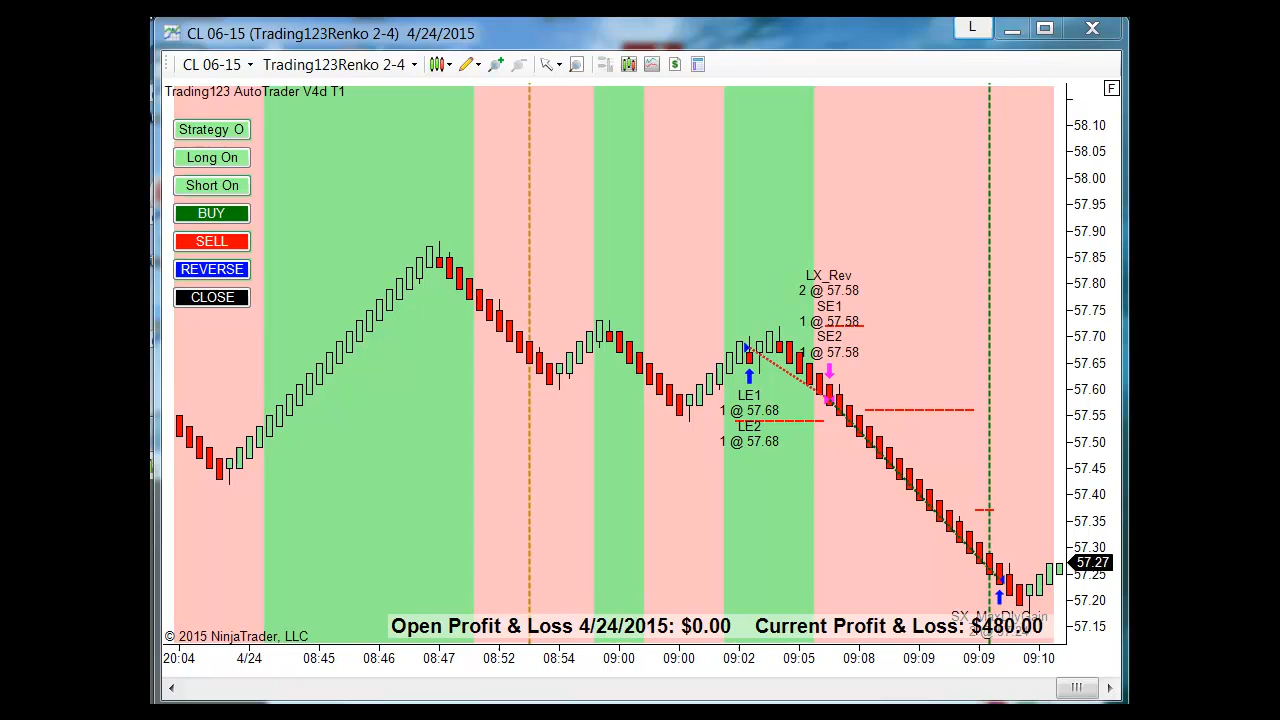 CL 06-15 (Trading123Renko 2-4) 4/24/2015
L
CL 06-15 Trading123Renko 2-4
Trading123 AutoTrader V4d T1
F
Strategy O
Long On
Short On
BUY
SELL
REVERSE
CLOSE
LX_Rev
2 @ 57.58
SE1
1 @ 57.58
SE2
1 @ 57.58
LE1
1 @ 57.68
LE2
1 @ 57.68
58.10
58.05
58.00
57.95
57.90
57.85
57.80
57.75
57.70
57.65
57.60
57.55
57.50
57.45
57.40
57.35
57.30
57.27
57.25
57.20
57.15
SX_MaxDlyGain
2 @ 57.24
Open Profit & Loss 4/24/2015: $0.00 Current Profit & Loss: $480.00
© 2015 NinjaTrader, LLC
20:04 4/24 08:45 08:46 08:47 08:52 08:54 09:00 09:00 09:02 09:05 09:08 09:09 09:09 09:10